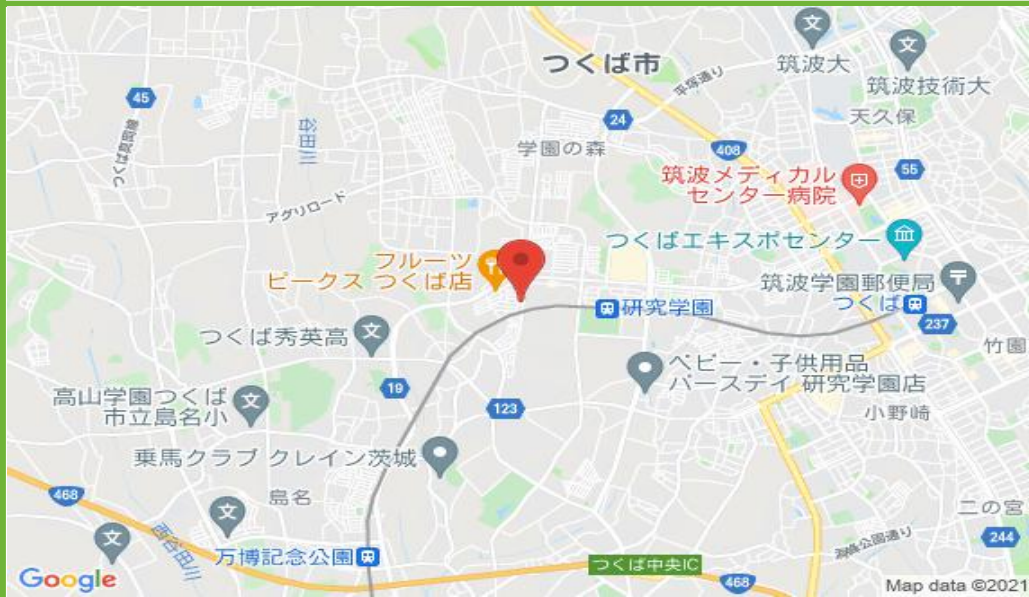 つくば市
筑波大
筑波技術大
天久保
平塚通り
45
つくば真岡線
谷田川
24
学園の森
408
55
筑波メディカル
センター病院
アグリロード
つくばエキスポセンター
フルーツ
ピークス つくば店
筑波学園郵便局
研究学園
つくば
237
つくば秀英高
竹園
ベビー・子供用品
バースデイ 研究学園店
19
123
高山学園つくば
市立島名小
小野崎
乗馬クラブ クレイン茨城
468
島名
二の宮
西谷田川
244
万博記念公園
つくば中央IC
468
Google
Map data ©2021